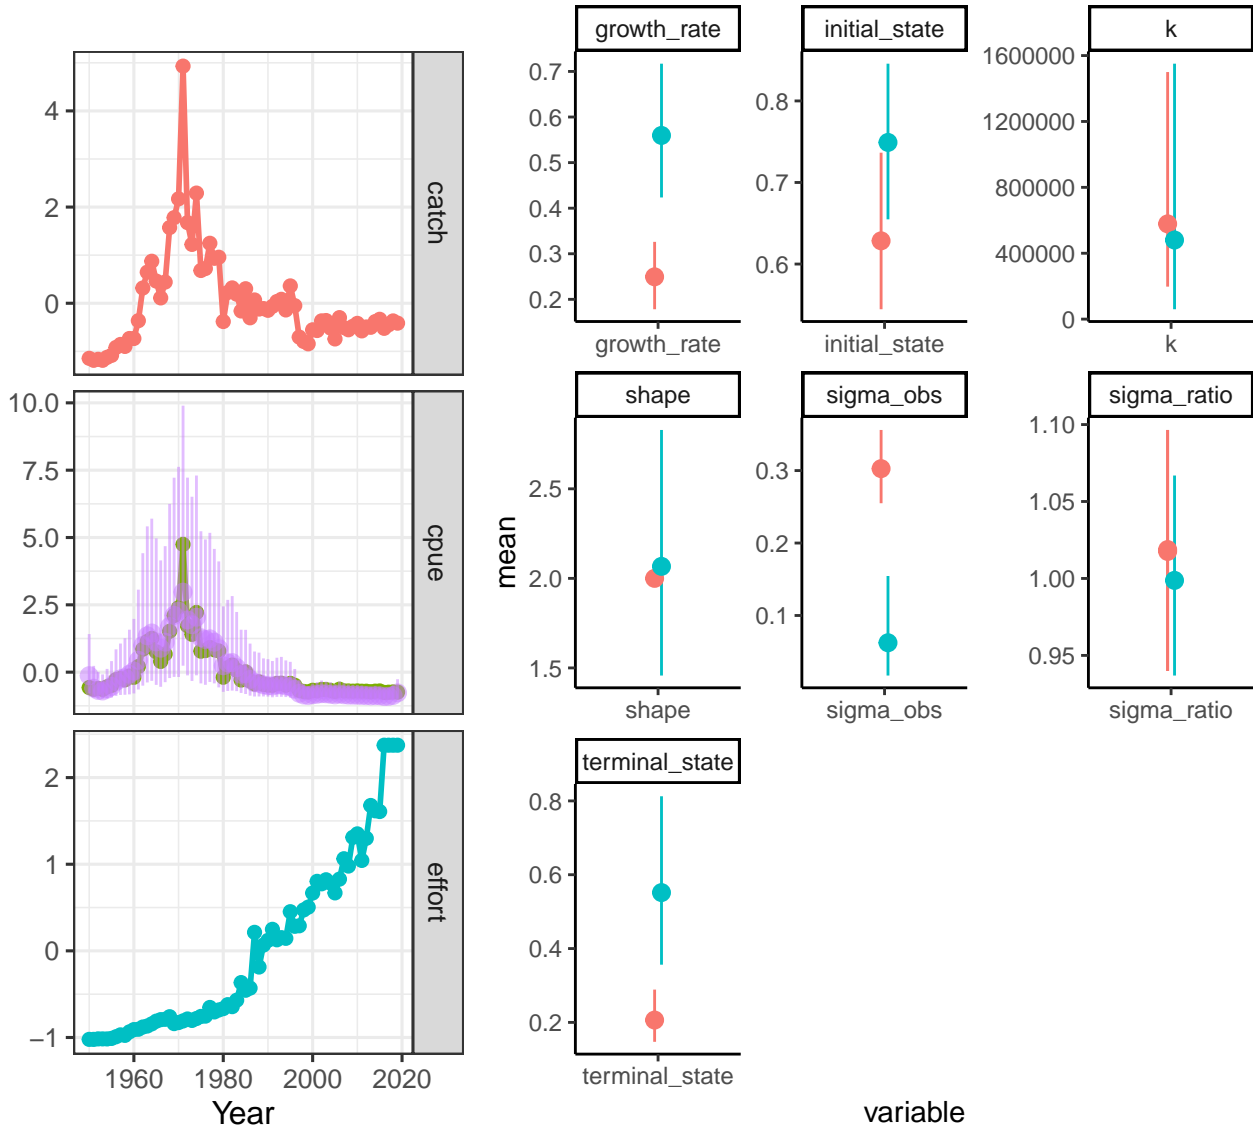 catch
4
2
0
cpue
10.0
7.5
5.0
2.5
0.0
effort
2
1
0
−1
1960 1980 2000 2020
Year
mean
growth_rate
0.7
0.6
0.5
0.4
0.3
0.2
growth_rate
initial_state
0.8
0.7
0.6
initial_state
k
1600000
1200000
800000
400000
0
k
shape
2.5
2.0
1.5
shape
sigma_obs
0.3
0.2
0.1
sigma_obs
sigma_ratio
1.10
1.05
1.00
0.95
sigma_ratio
terminal_state
0.8
0.6
0.4
0.2
terminal_state
variable